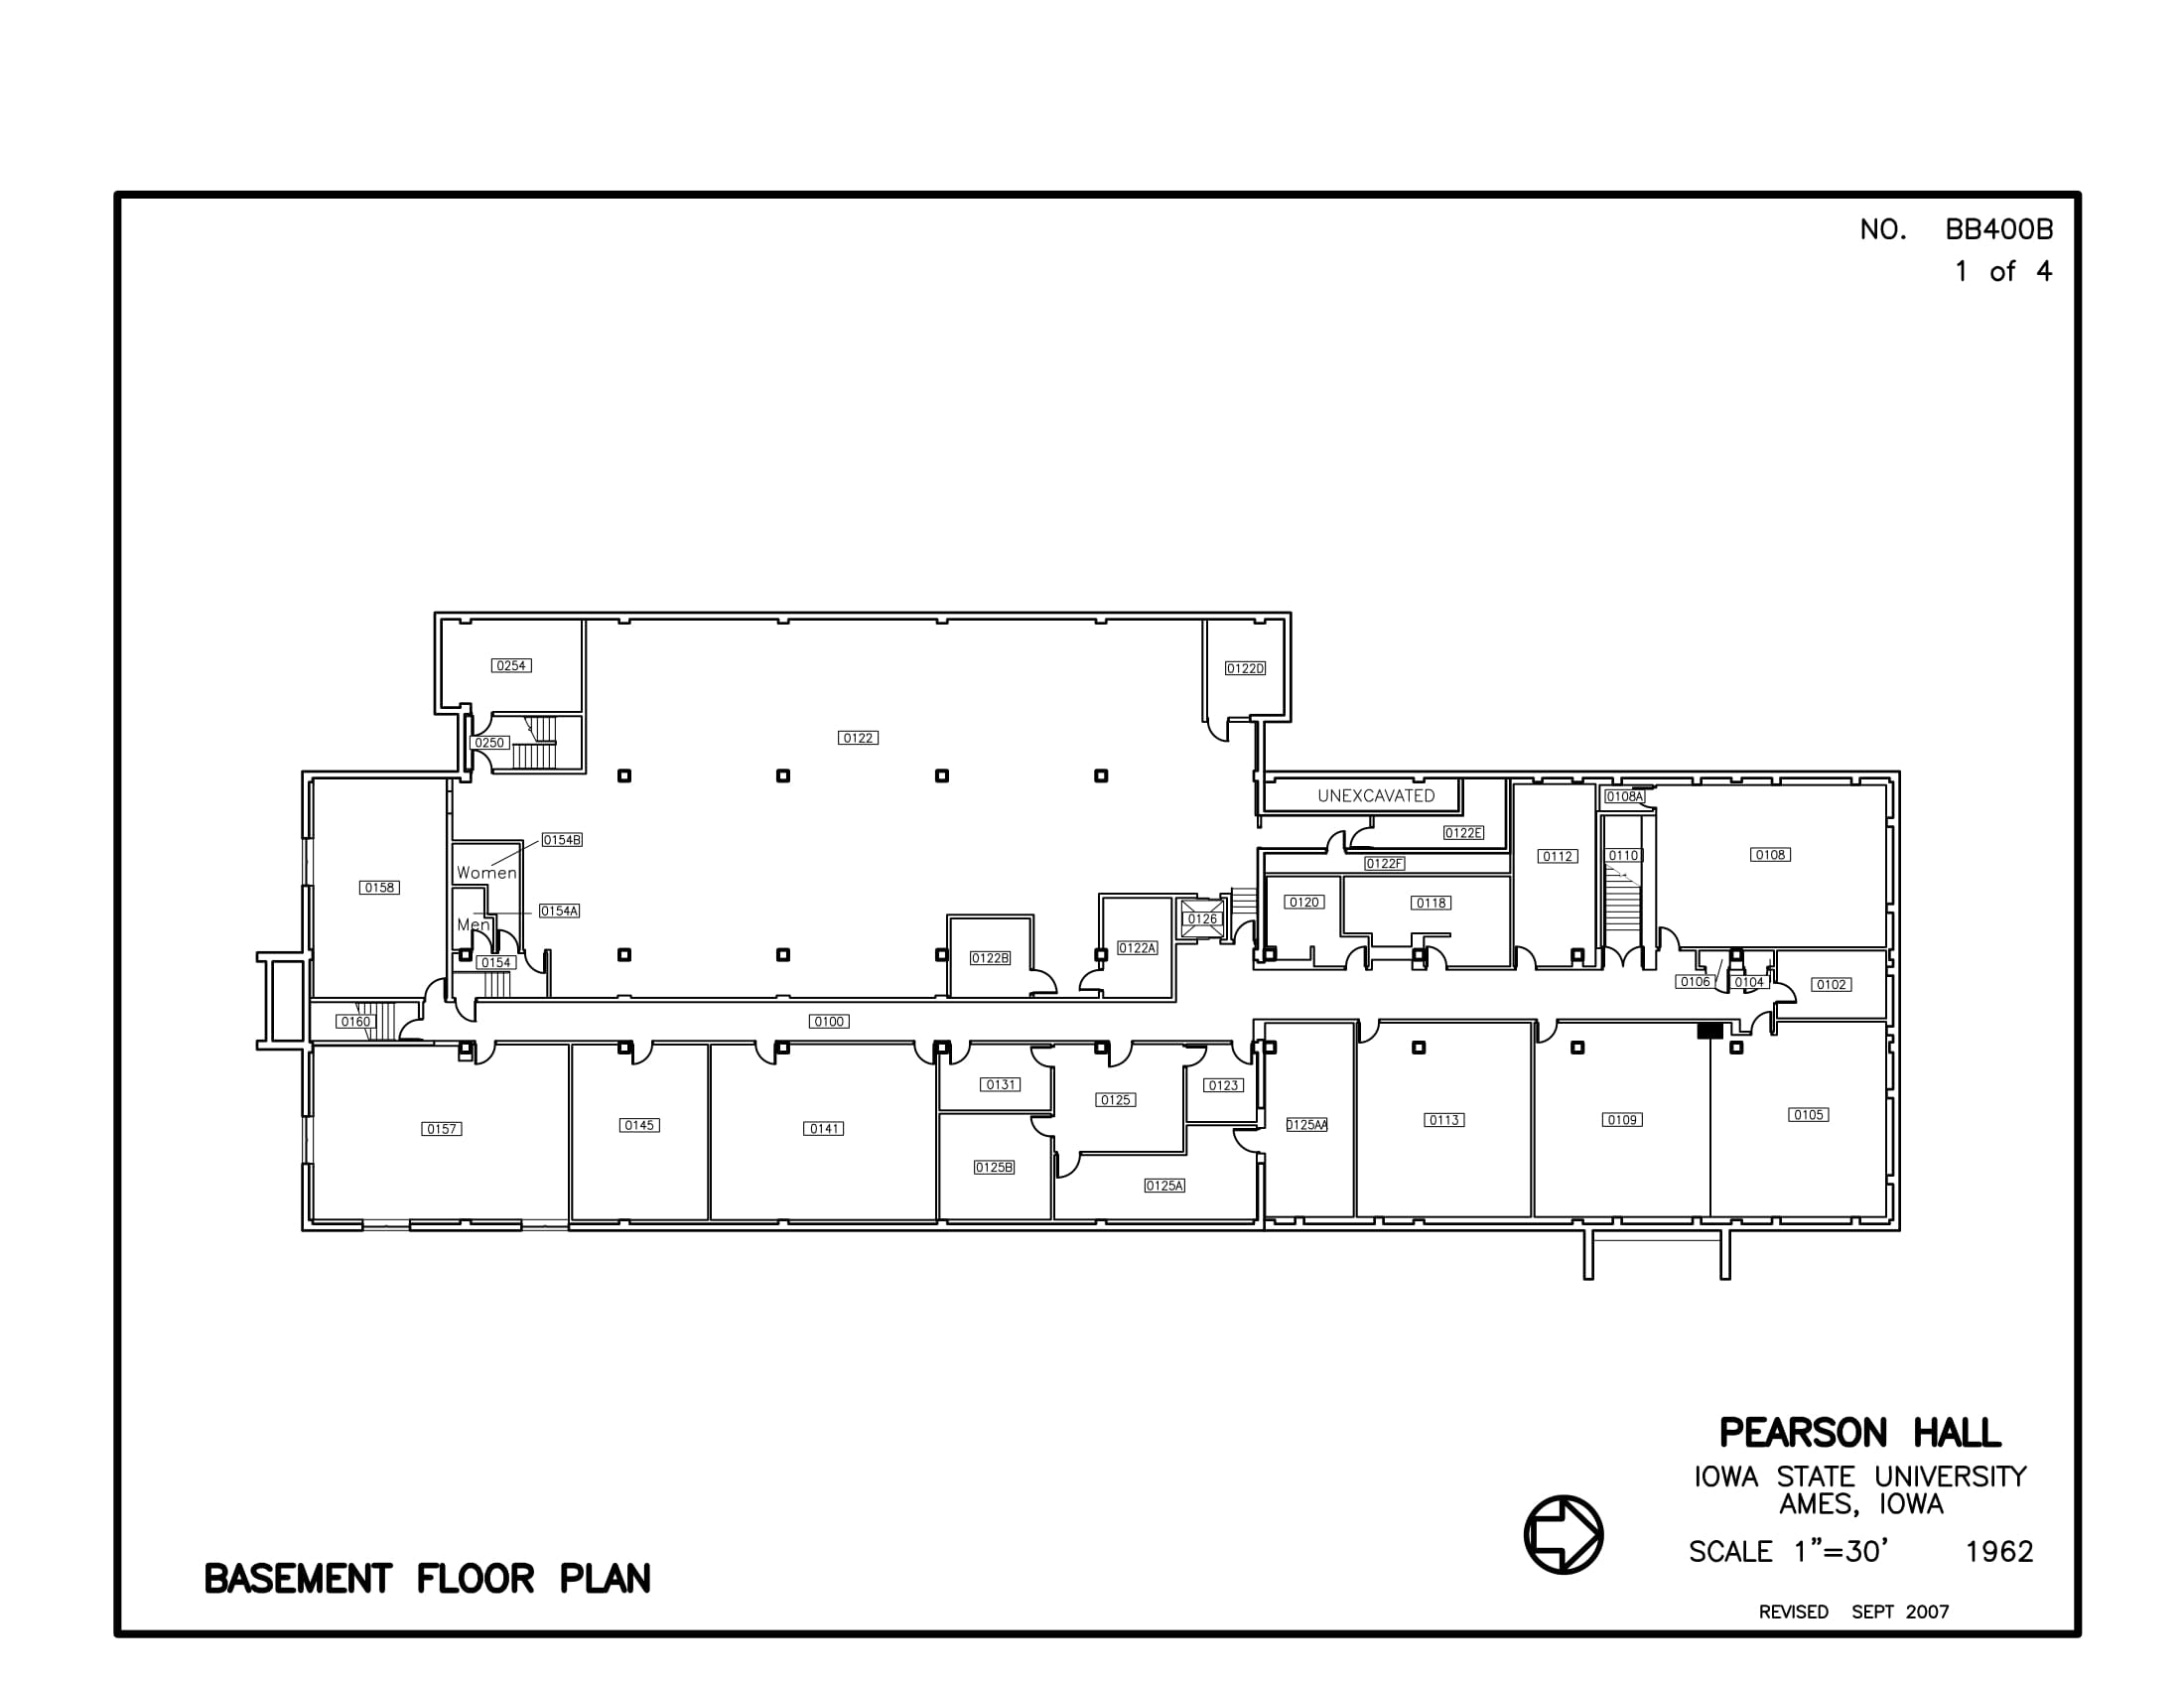 NO. BB400B
1 of 4
0254
0122D
0250
0122
UNEXCAVATED
0108A
0154B
0122E
0112
0110
0108
0122F
Women
0158
0120
0118
0154A
0126
Men
0122A
0122B
0154
0106
0104
0102
0160
0100
0131
0123
0125
0157
0145
0141
0125AA
0113
0109
0105
0125B
0125A
PEARSON HALL
IOWA STATE UNIVERSITY
AMES, IOWA
SCALE 1"=30' 1962
REVISED SEPT 2007
BASEMENT FLOOR PLAN